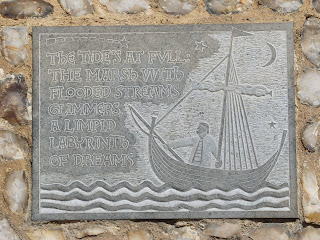 The Tide's at full:
The Marsh with
flooded streams
Glimmers,
a limpid
labyrinth
of dreams